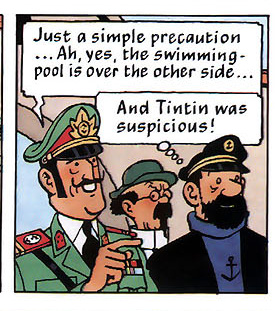 Just a simple precaution
...Ah, yes, the swimming-
pool is over the other side...
And Tintin was
suspicious!